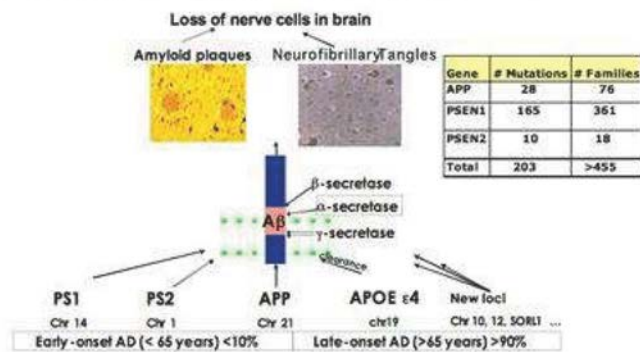 Loss of nerve cells in brain
Amyloid plaques
Neurofibrillary Tangles
Gene # Mutations # Families
APP 28 76
PSEN1 165 361
PSEN2 10 18
Total 203 >455
β-secretase
α-secretase
Aβ
γ-secretase
clearance
PS1 PS2 APP APOE ε4 New loci
Chr 14 Chr 1 Chr 21 chr19 Chr 10, 12, SORL1 ...
Early-onset AD (< 65 years) <10% Late-onset AD (>65 years) >90%